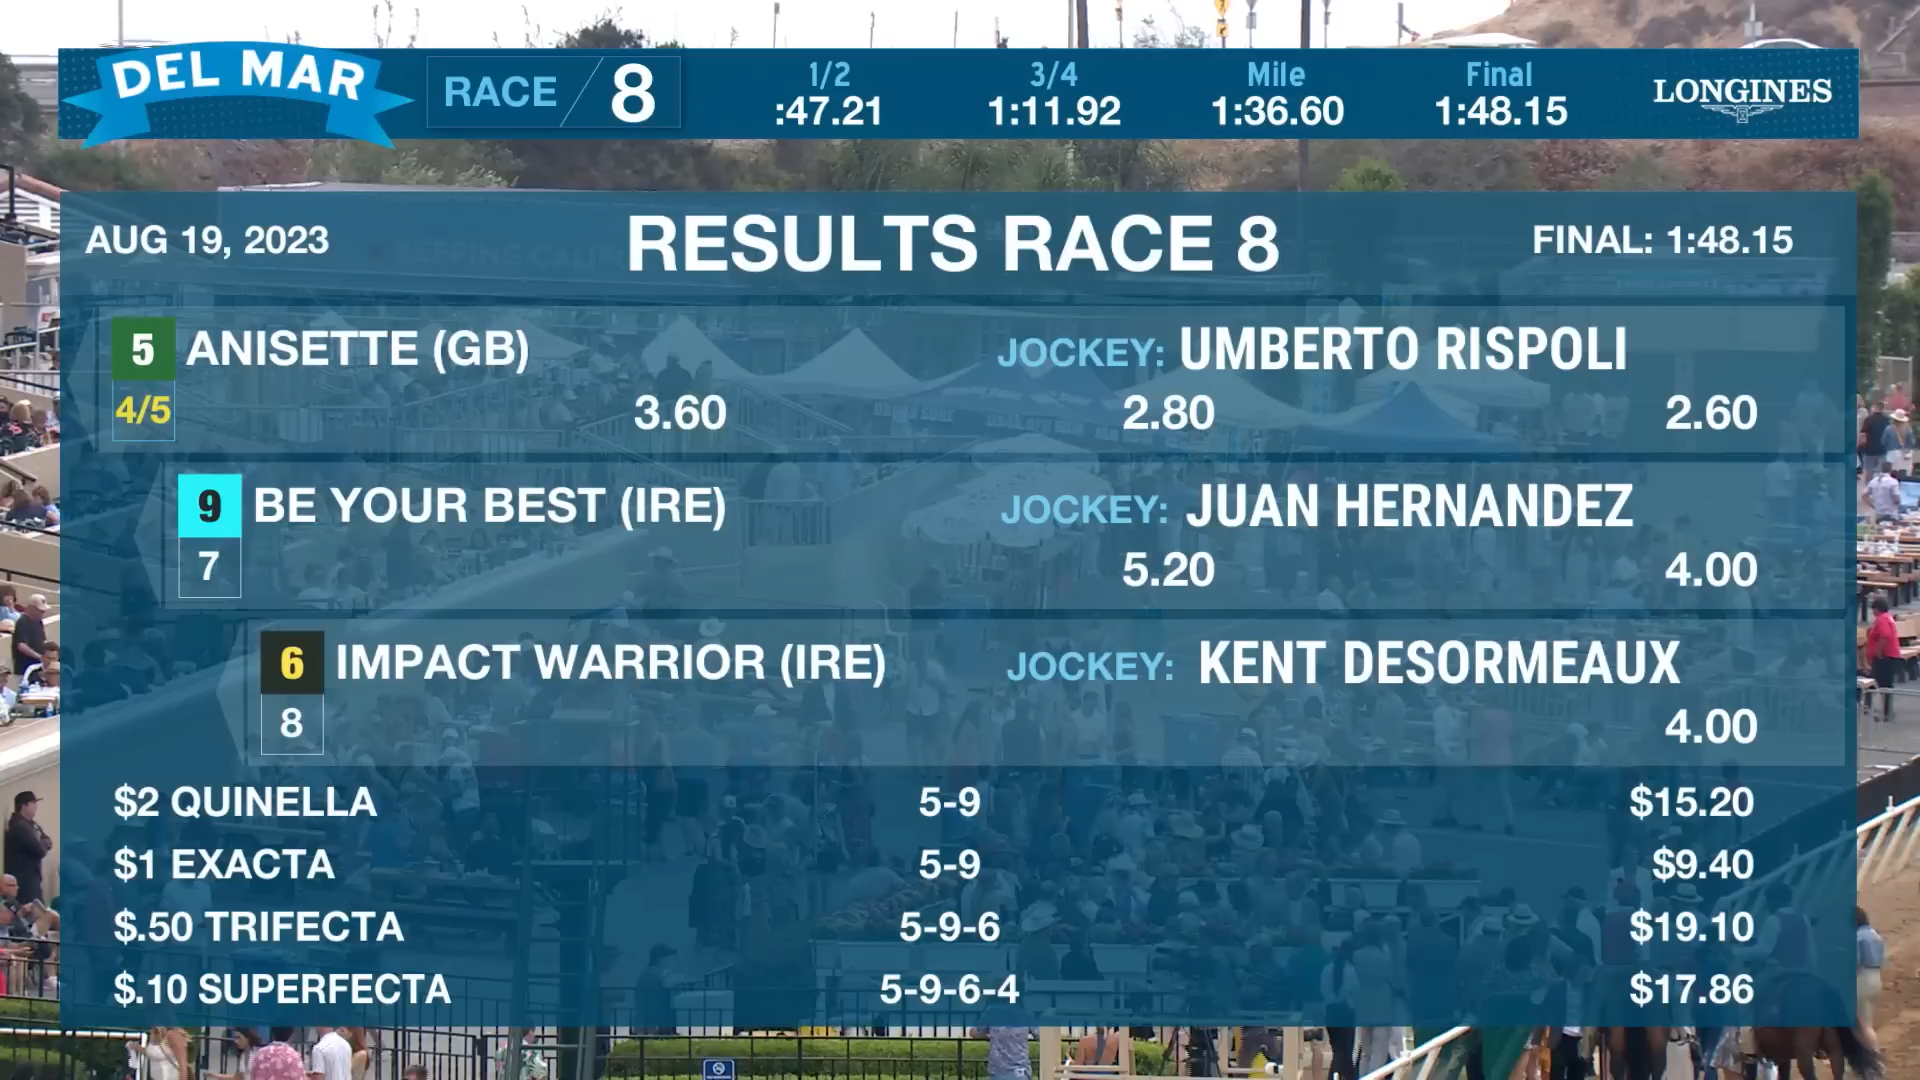 DEL MAR
RACE / 8
1/2 3/4 Mile Final
:47.21 1:11.92 1:36.60 1:48.15
LONGINES
AUG 19, 2023 RESULTS RACE 8 FINAL: 1:48.15
5 ANISETTE (GB) JOCKEY: UMBERTO RISPOLI
4/5 3.60 2.80 2.60
9 BE YOUR BEST (IRE) JOCKEY: JUAN HERNANDEZ
7 5.20 4.00
6 IMPACT WARRIOR (IRE) JOCKEY: KENT DESORMEAUX
8 4.00
$2 QUINELLA 5-9 $15.20
$1 EXACTA 5-9 $9.40
$.50 TRIFECTA 5-9-6 $19.10
$.10 SUPERFECTA 5-9-6-4 $17.86